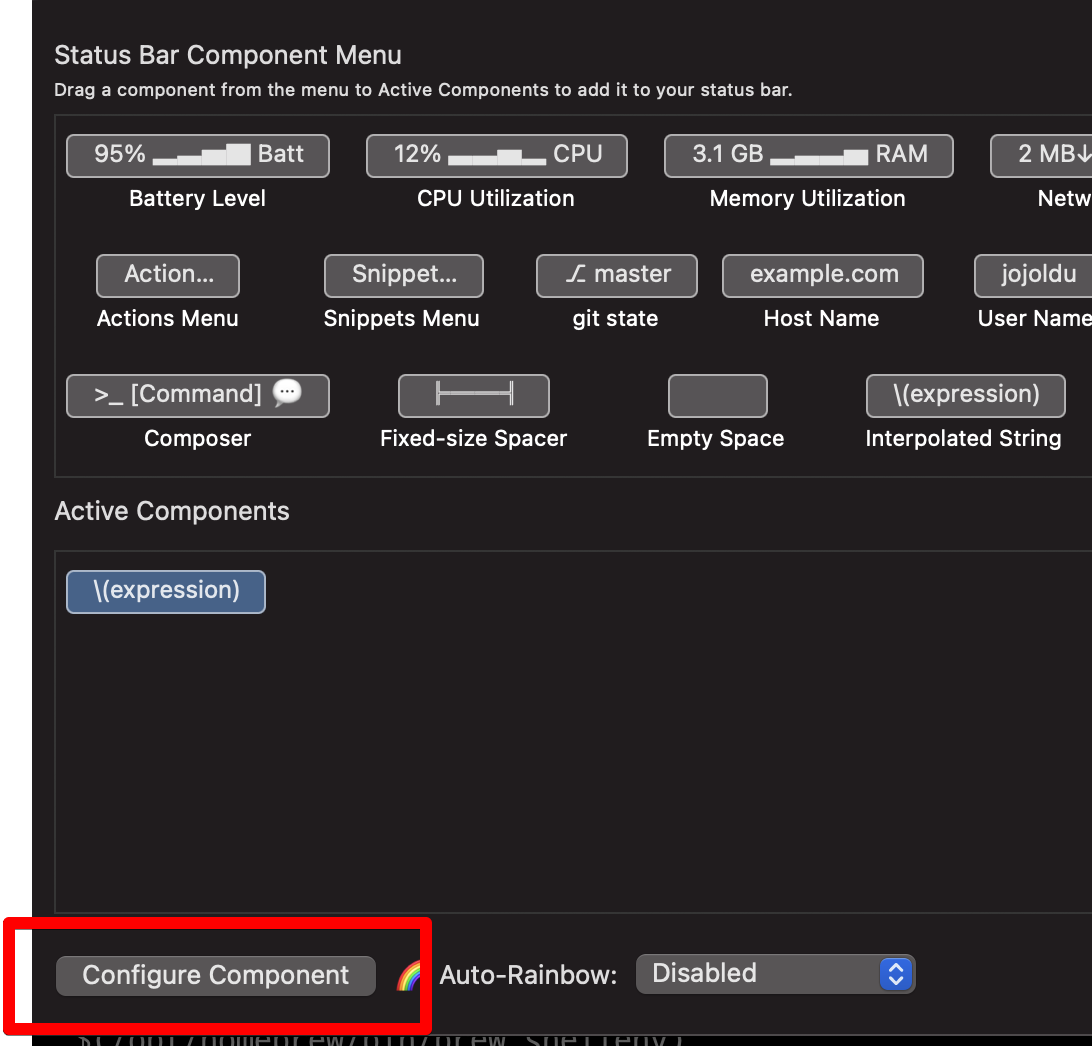 Status Bar Component Menu
Drag a component from the menu to Active Components to add it to your status bar.
95% Batt
12% CPU
3.1 GB RAM
2 MB↓
Battery Level
CPU Utilization
Memory Utilization
Netw
Action...
Snippet...
master
example.com
jojoldu
Actions Menu
Snippets Menu
git state
Host Name
User Name
>_ [Command]
\(expression)
Composer
Fixed-size Spacer
Empty Space
Interpolated String
Active Components
\(expression)
Configure Component
Auto-Rainbow:
Disabled